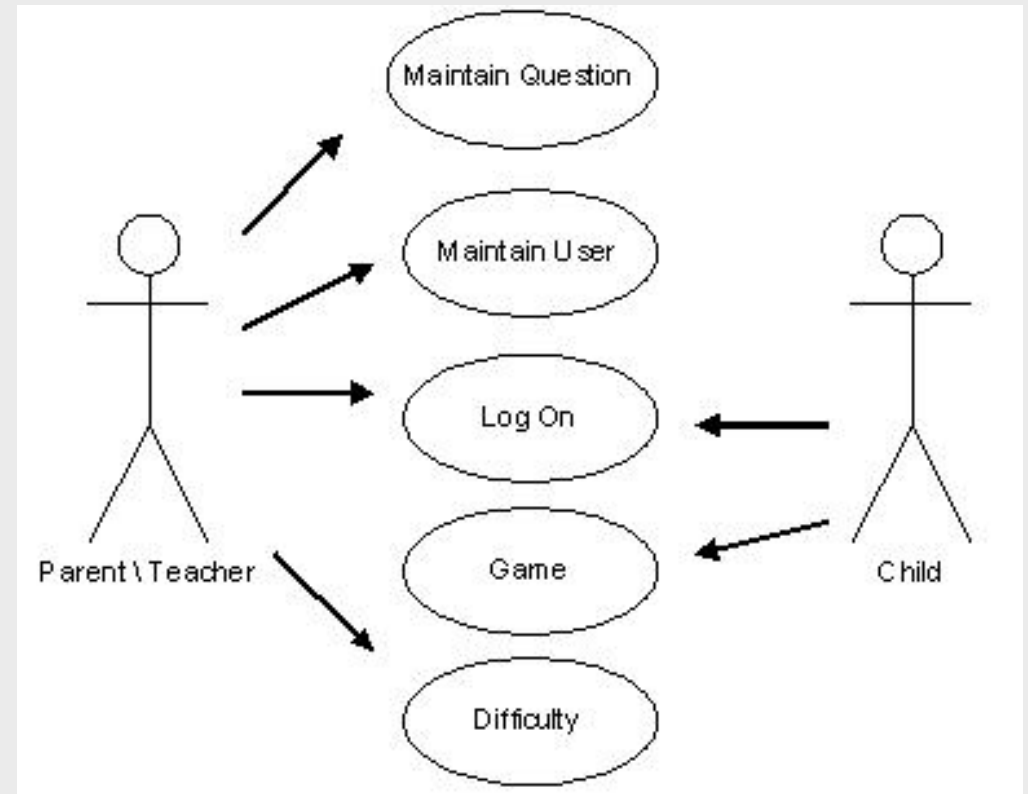 Maintain Question
Maintain User
Log On
Game
Parent \ Teacher
Child
Difficulty